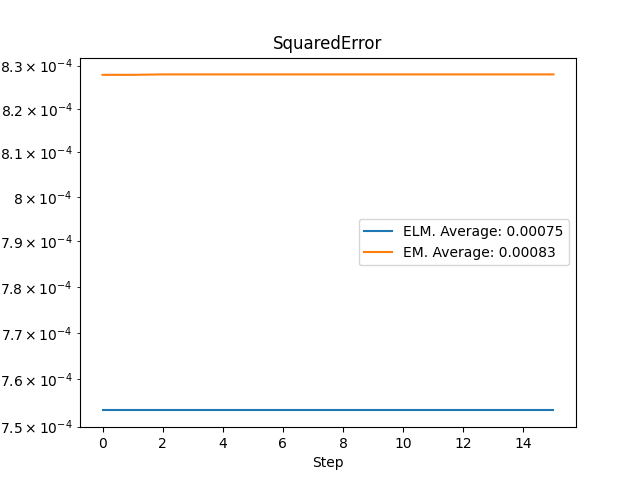 SquaredError
8.3 × 10⁻⁴
8.2 × 10⁻⁴
8.1 × 10⁻⁴
8 × 10⁻⁴
7.9 × 10⁻⁴
7.8 × 10⁻⁴
7.7 × 10⁻⁴
7.6 × 10⁻⁴
7.5 × 10⁻⁴
ELM. Average: 0.00075
EM. Average: 0.00083
0 2 4 6 8 10 12 14
Step